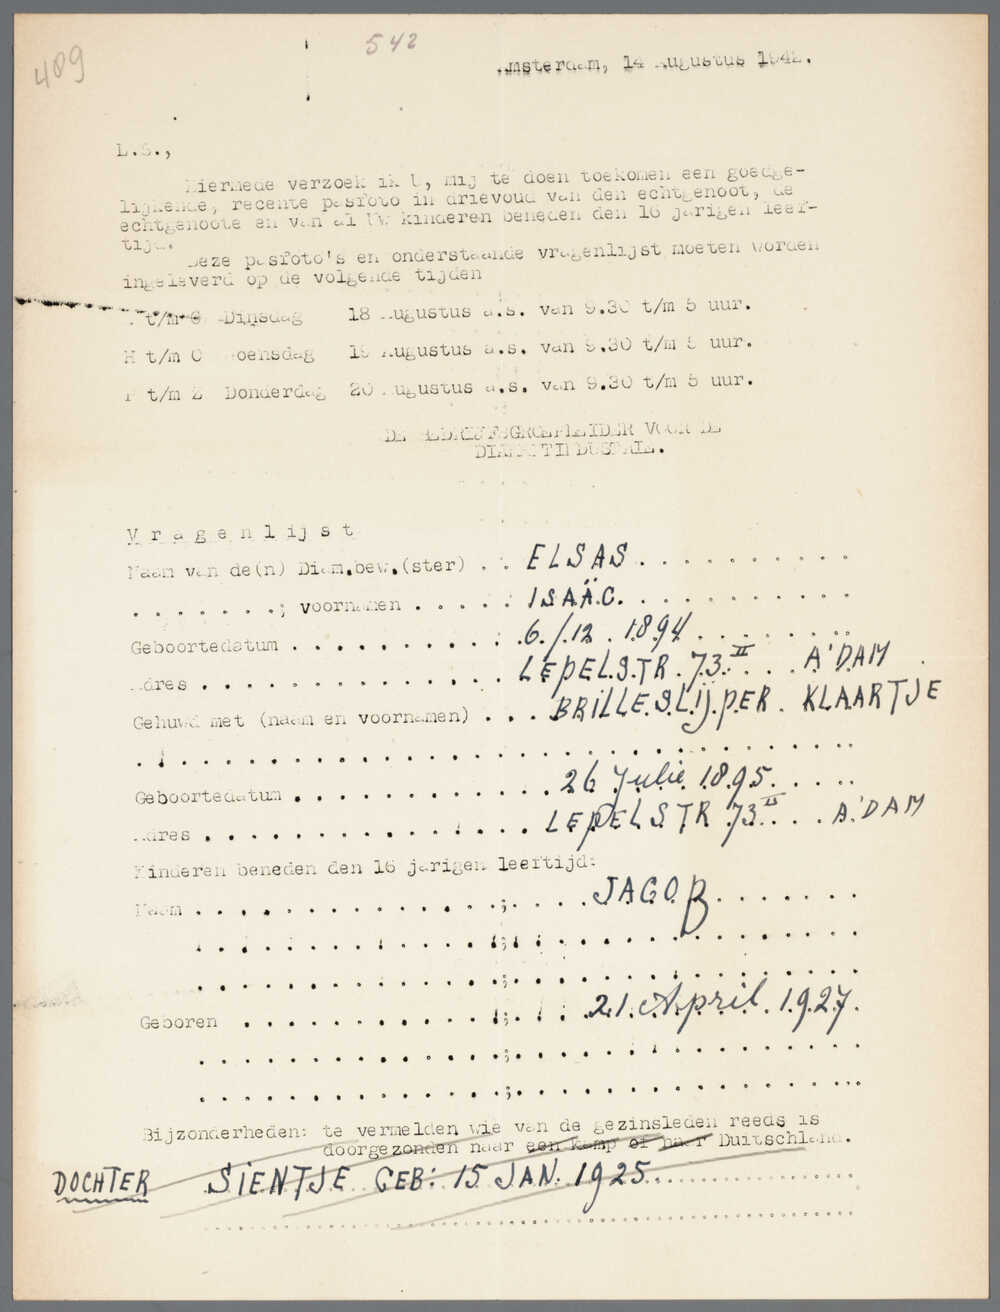 409
542
Amsterdam, 14 Augustus 1942.
L.S.,
Hiermede verzoek ik U, mij te doen toekomen een goedge-
lijkende, recente pasfoto in drievoud van den echtgenoot, de
echtgenoote en van al Uw kinderen beneden den 16 jarigen leef-
tijd.
Deze pasfoto's en onderstaande vragenlijst moeten worden
ingeleverd op de volgende tijden
t/m G Dinsdag 18 Augustus a.s. van 9.30 t/m 5 uur.
H t/m O Woensdag 19 Augustus a.s. van 9.30 t/m 5 uur.
P t/m Z Donderdag 20 Augustus a.s. van 9.30 t/m 5 uur.
DE BEDRIJFSGROEPLEIDER VOOR DE
DIAMANTINDUSTRIE.
Vragenlijst
Naam van de(n) Diam.bew.(ster) . . ELSAS . . . . . . . . . .
. . . . . . . ; voornamen . . . . . ISAÄC. . . . . . . . . . .
Geboortedatum . . . . . . . . . . 6./12 . 1894 . . . . . . .
Adres . . . . . . . . . . . . . . LEPELSTR. 73 II . . . A'DAM
Gehuwd met (naam en voornamen) . . . BRILLESLIJPER. KLAARTJE
. . . . . . . . . . . . . . . . . . . . . . . . . . . . . .
Geboortedatum . . . . . . . . . . . 26 Julie 1895. . . . .
Adres . . . . . . . . . . . . . . . LEPELSTR 73 II . . . A'DAM
Kinderen beneden den 16 jarigen leeftijd:
Naam . . . . . . . . . . . . . . ; . . . . JACOB . . . . . . .
. . . . . . . . . . . . . . ; . . . . . . . . . . . . . . .
. . . . . . . . . . . . . . ; . . . . . . . . . . . . . . .
Geboren . . . . . . . . . . . . ; . . . 21 April. 1927.
. . . . . . . . . . . . . . ; . . . . . . . . . . . . . . .
. . . . . . . . . . . . . . ; . . . . . . . . . . . . . . .
Bijzonderheden: te vermelden wie van de gezinsleden reeds is
doorgezonden naar een kamp of naar Duitschland.
DOCHTER SIENTJE GEB: 15 JAN. 1925. . . . . . . . . . . . . .
. . . . . . . . . . . . . . . . . . . . . . . . . . . . . .